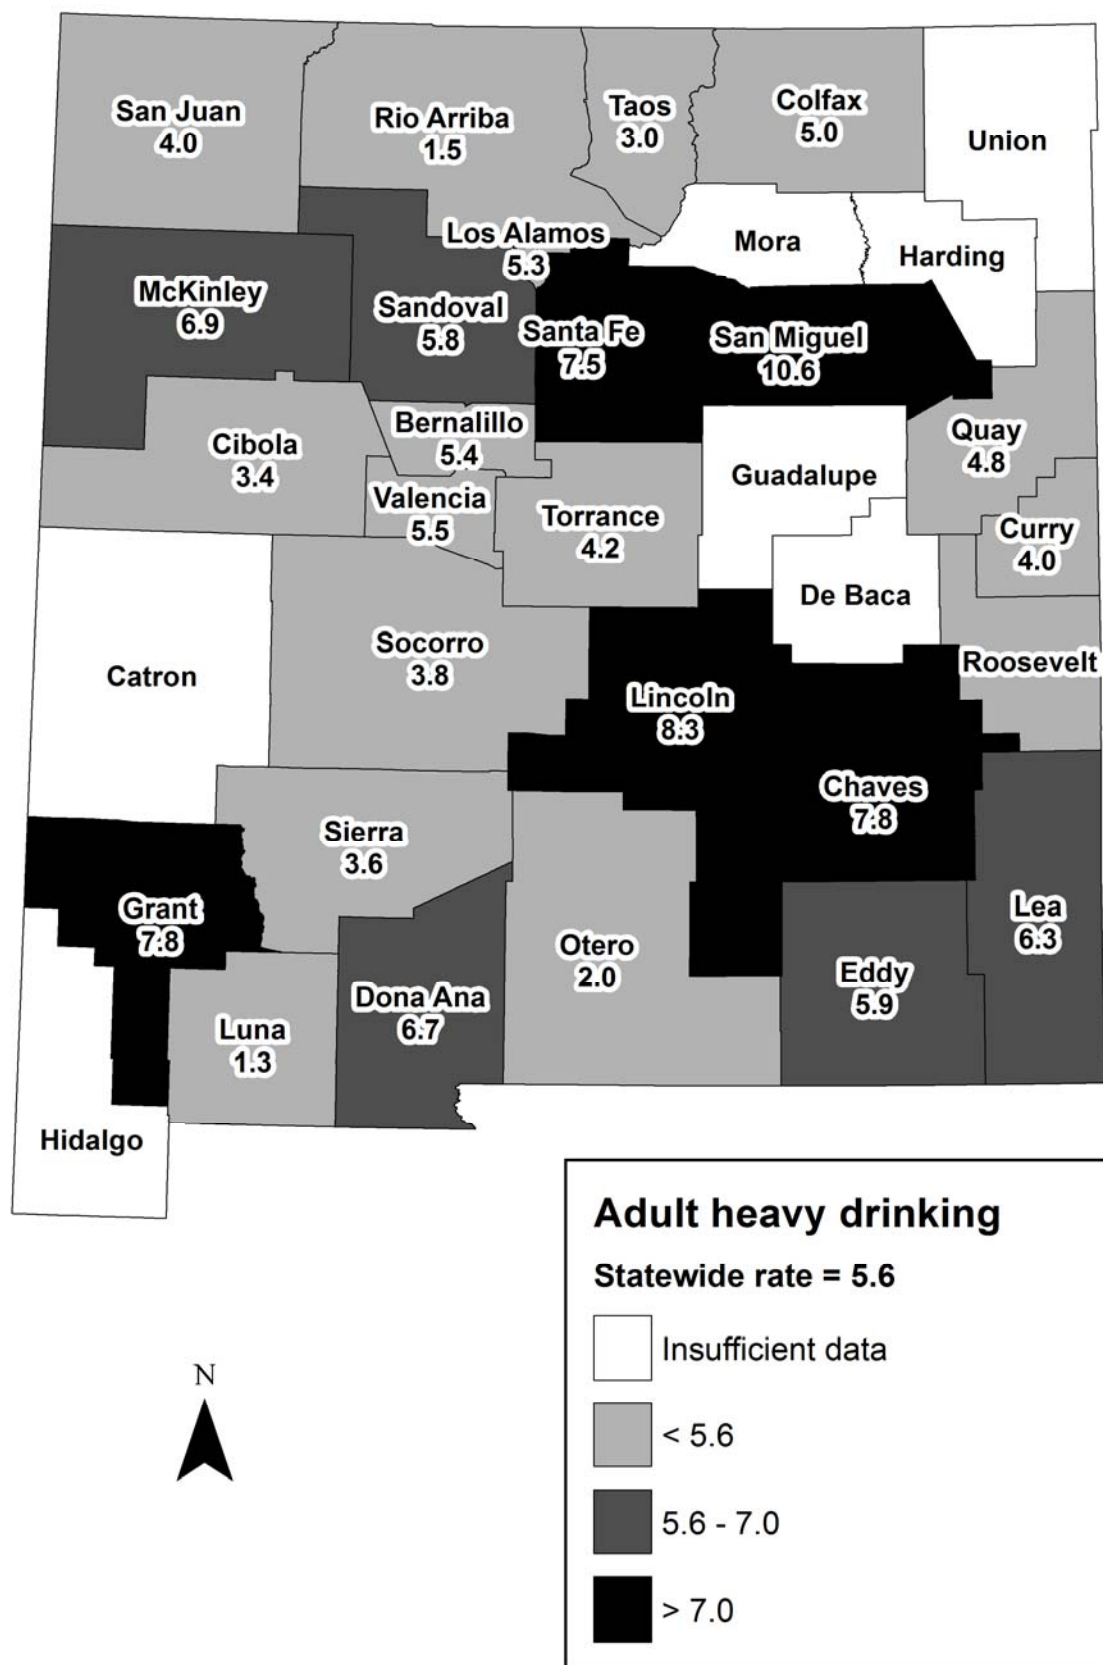 San Juan
4.0
Rio Arriba
1.5
Taos
3.0
Colfax
5.0
Union
Los Alamos
5.3
Mora
Harding
McKinley
6.9
Sandoval
5.8
Santa Fe
7.5
San Miguel
10.6
Cibola
3.4
Bernalillo
5.4
Quay
4.8
Guadalupe
Valencia
5.5
Torrance
4.2
Curry
4.0
De Baca
Socorro
3.8
Roosevelt
Catron
Lincoln
8.3
Chaves
7.8
Sierra
3.6
Grant
7.8
Lea
6.3
Otero
2.0
Eddy
5.9
Dona Ana
6.7
Luna
1.3
Hidalgo
Adult heavy drinking
Statewide rate = 5.6
Insufficient data
N
< 5.6
5.6 - 7.0
> 7.0